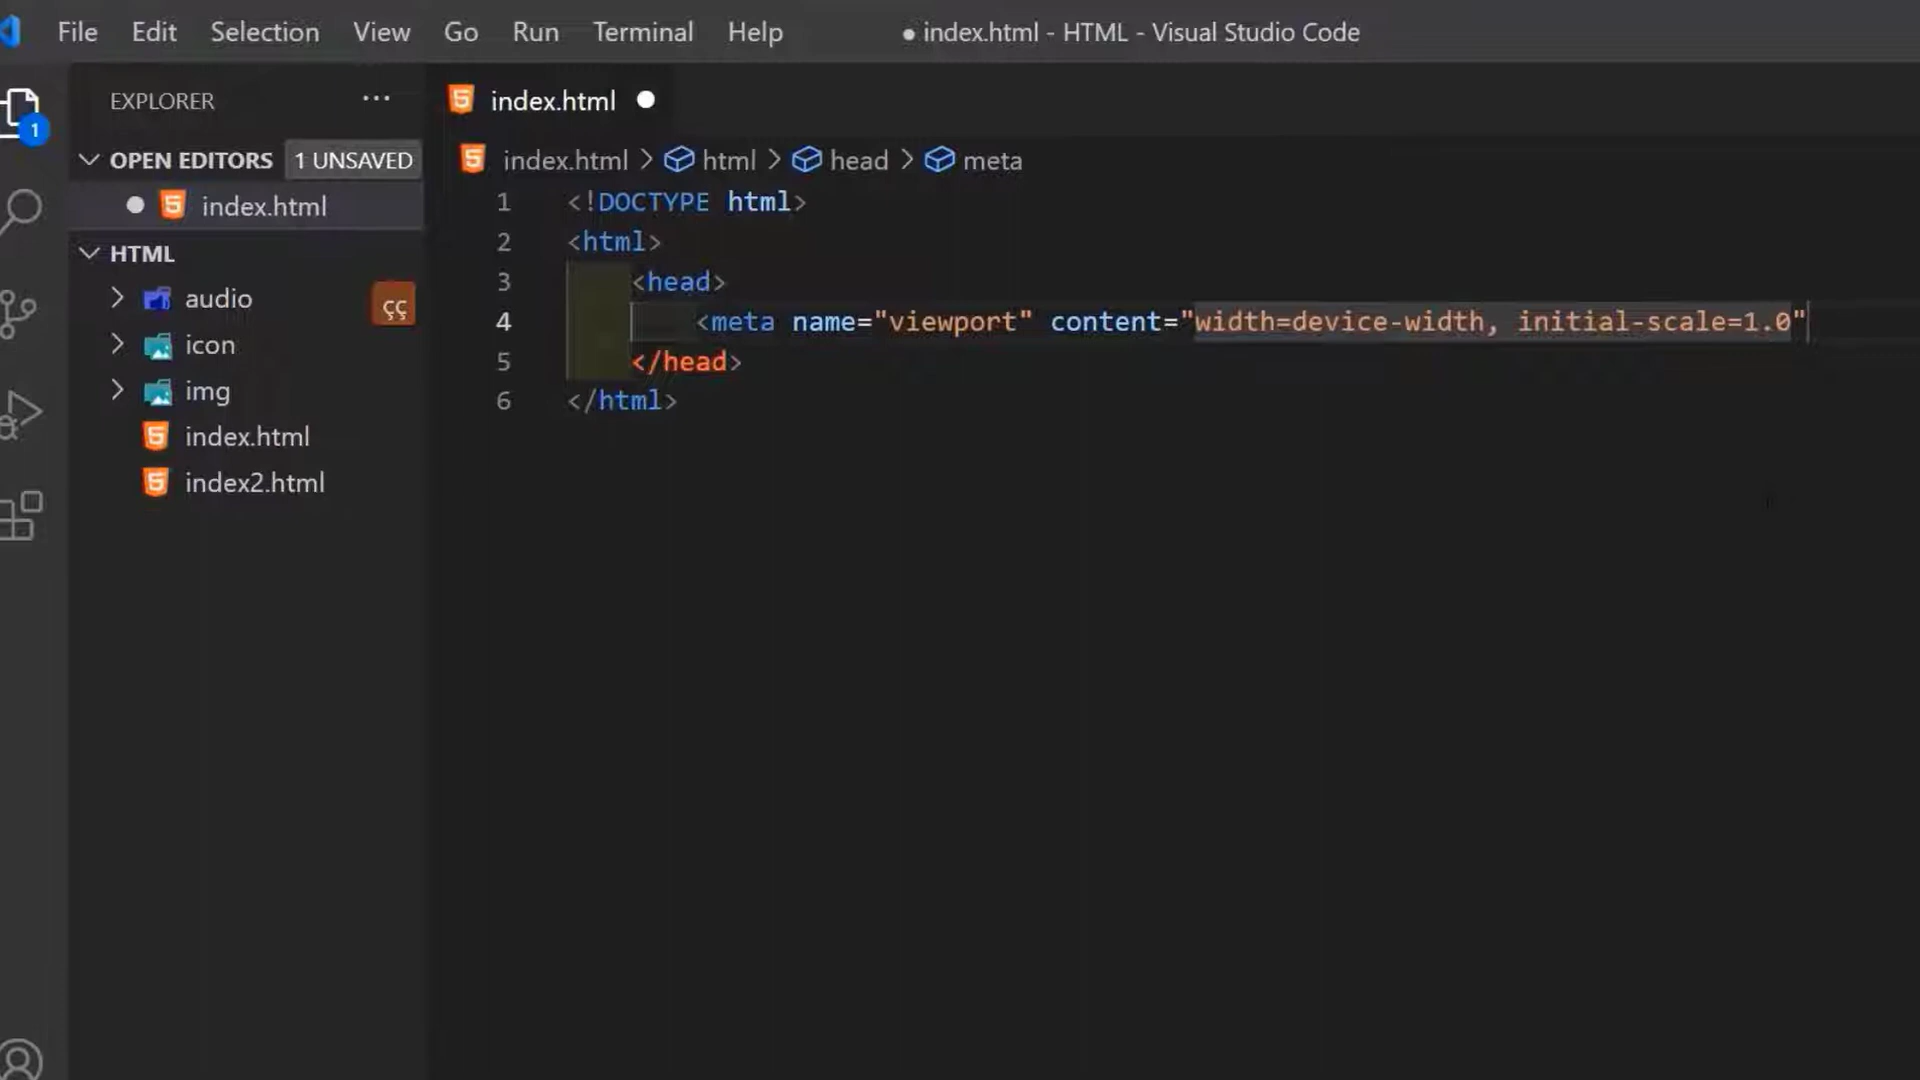 File Edit Selection View Go Run Terminal Help ● index.html - HTML - Visual Studio Code
EXPLORER ···
1
OPEN EDITORS 1 UNSAVED
index.html
HTML
audio
çç
icon
img
index.html
index2.html
index.html
index.html > html > head > meta
1 <!DOCTYPE html>
2 <html>
3 <head>
4 <meta name="viewport" content="width=device-width, initial-scale=1.0"
5 </head>
6 </html>